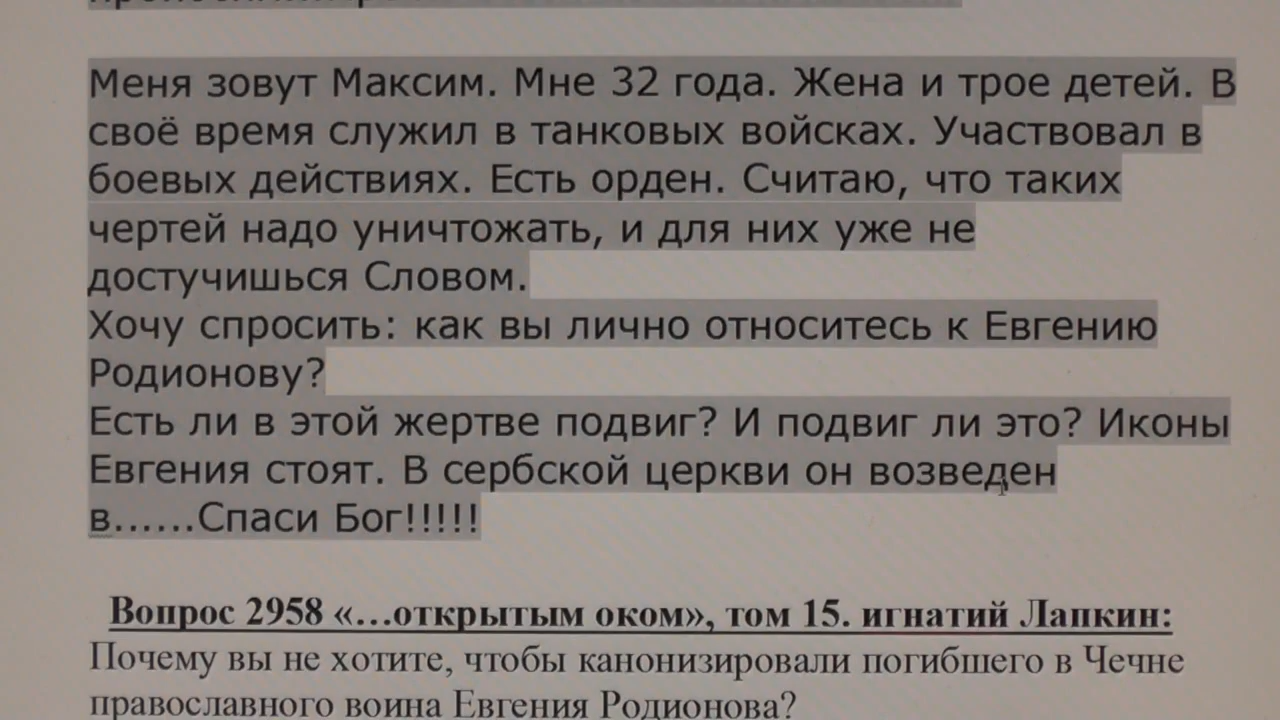 Меня зовут Максим. Мне 32 года. Жена и трое детей. В
своё время служил в танковых войсках. Участвовал в
боевых действиях. Есть орден. Считаю, что таких
чертей надо уничтожать, и для них уже не
достучишься Словом.
Хочу спросить: как вы лично относитесь к Евгению
Родионову?
Есть ли в этой жертве подвиг? И подвиг ли это? Иконы
Евгения стоят. В сербской церкви он возведен
в......Спаси Бог!!!!!
Вопрос 2958 «...открытым оком», том 15. игнатий Лапкин:
Почему вы не хотите, чтобы канонизировали погибшего в Чечне
православного воина Евгения Родионова?